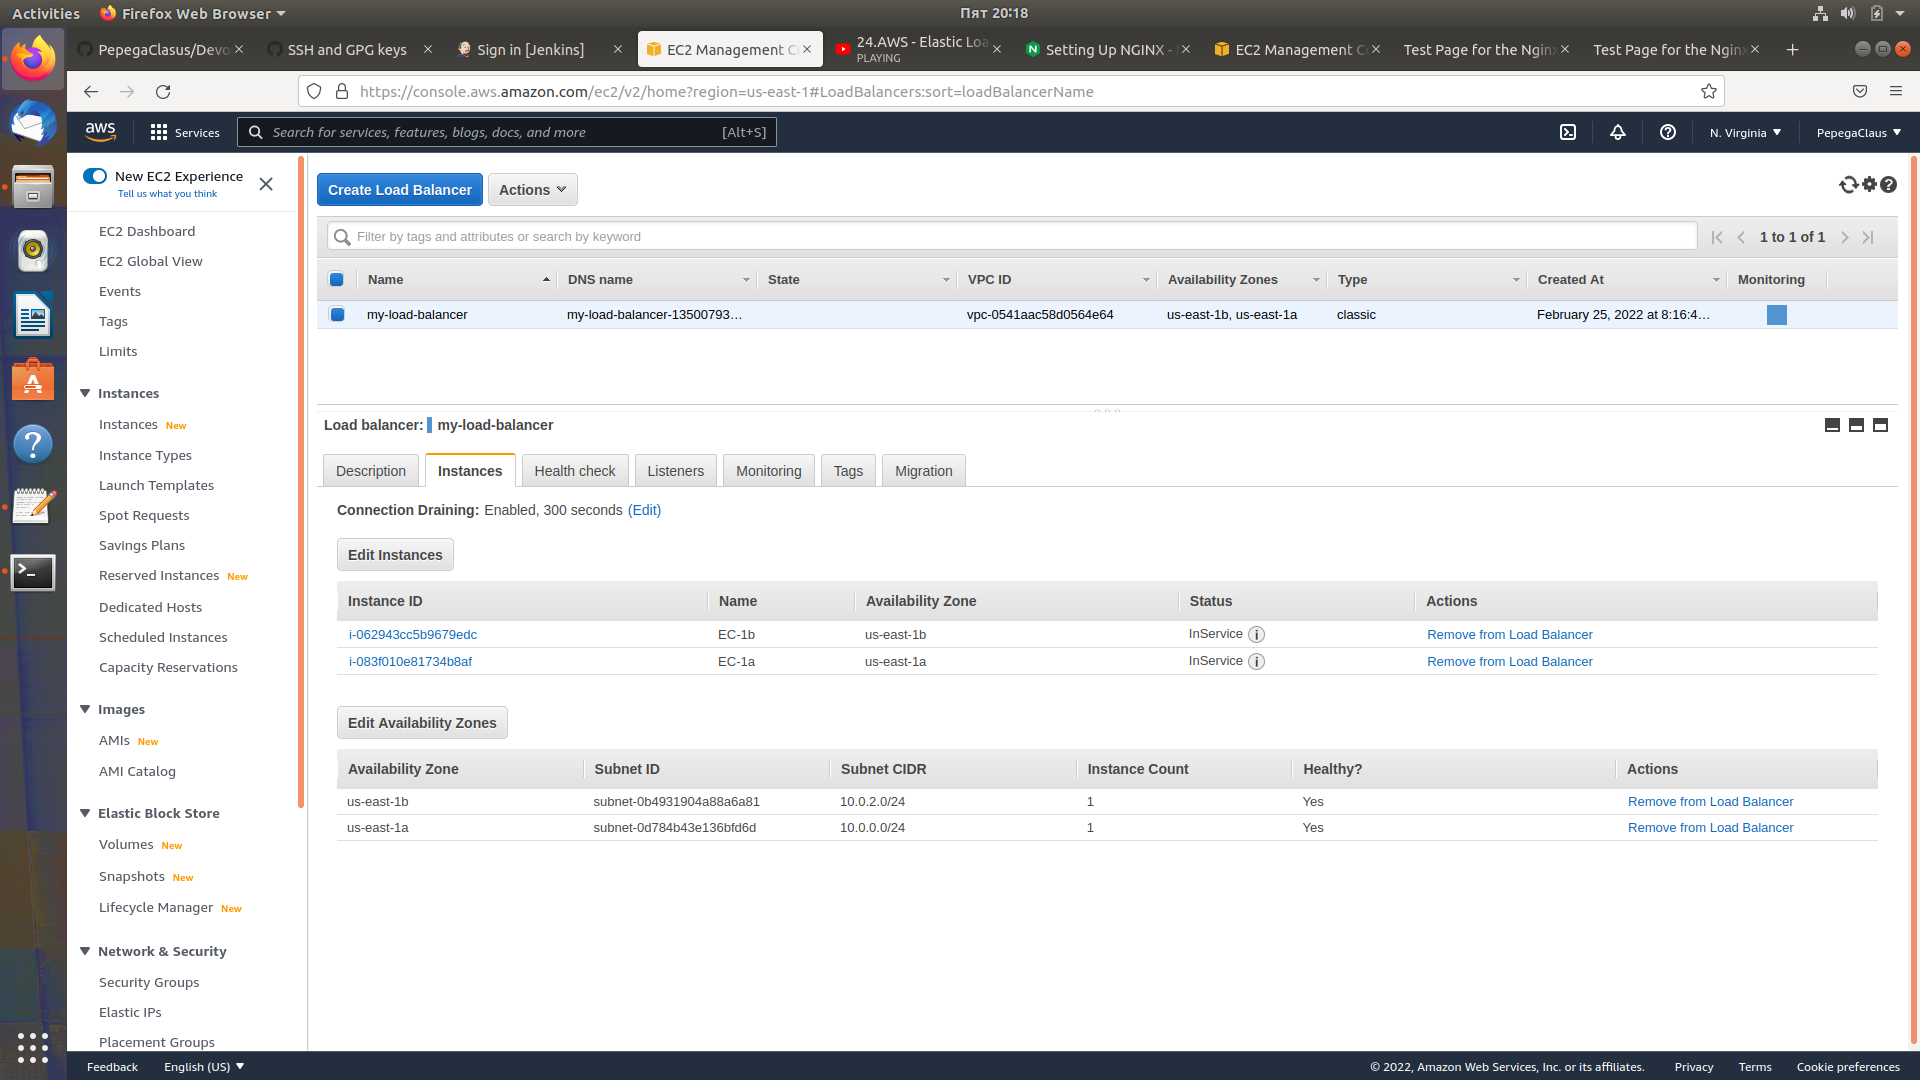 Activities
Firefox Web Browser
Пят 20:18
PepegaClasus/Devo
SSH and GPG keys
Sign in [Jenkins]
EC2 Management Co
24.AWS - Elastic Loa
PLAYING
Setting Up NGINX -
EC2 Management Co
Test Page for the Nginx
Test Page for the Nginx
https://console.aws.amazon.com/ec2/v2/home?region=us-east-1#LoadBalancers:sort=loadBalancerName
aws
Services
Search for services, features, blogs, docs, and more
[Alt+S]
N. Virginia
PepegaClaus
New EC2 Experience
Tell us what you think
EC2 Dashboard
EC2 Global View
Events
Tags
Limits
Instances
Instances New
Instance Types
Launch Templates
Spot Requests
Savings Plans
Reserved Instances New
Dedicated Hosts
Scheduled Instances
Capacity Reservations
Images
AMIs New
AMI Catalog
Elastic Block Store
Volumes New
Snapshots New
Lifecycle Manager New
Network & Security
Security Groups
Elastic IPs
Placement Groups
Create Load Balancer
Actions
Filter by tags and attributes or search by keyword
1 to 1 of 1
Name DNS name State VPC ID Availability Zones Type Created At Monitoring
my-load-balancer my-load-balancer-13500793... vpc-0541aac58d0564e64 us-east-1b, us-east-1a classic February 25, 2022 at 8:16:4...
Load balancer: my-load-balancer
Description Instances Health check Listeners Monitoring Tags Migration
Connection Draining: Enabled, 300 seconds (Edit)
Edit Instances
Instance ID Name Availability Zone Status Actions
i-062943cc5b9679edc EC-1b us-east-1b InService i Remove from Load Balancer
i-083f010e81734b8af EC-1a us-east-1a InService i Remove from Load Balancer
Edit Availability Zones
Availability Zone Subnet ID Subnet CIDR Instance Count Healthy? Actions
us-east-1b subnet-0b4931904a88a6a81 10.0.2.0/24 1 Yes Remove from Load Balancer
us-east-1a subnet-0d784b43e136bfd6d 10.0.0.0/24 1 Yes Remove from Load Balancer
Feedback
English (US)
© 2022, Amazon Web Services, Inc. or its affiliates.
Privacy
Terms
Cookie preferences